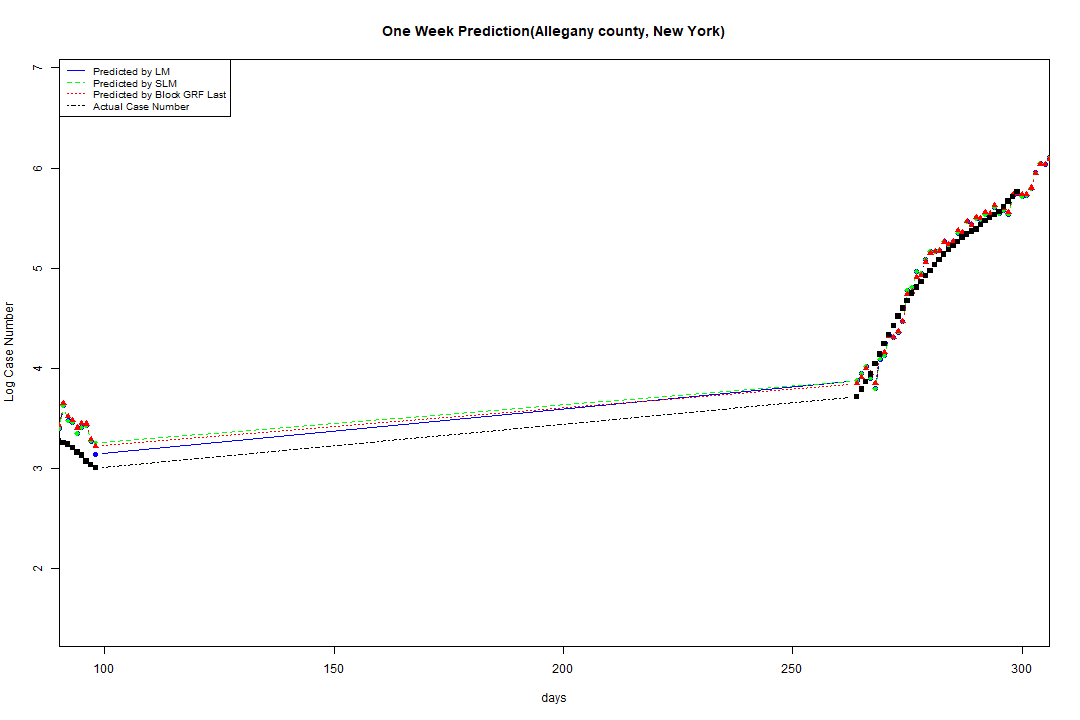 One Week Prediction(Allegany county, New York)
Predicted by LM
Predicted by SLM
Predicted by Block GRF Last
Actual Case Number
7
6
5
4
3
2
Log Case Number
100 150 200 250 300
days